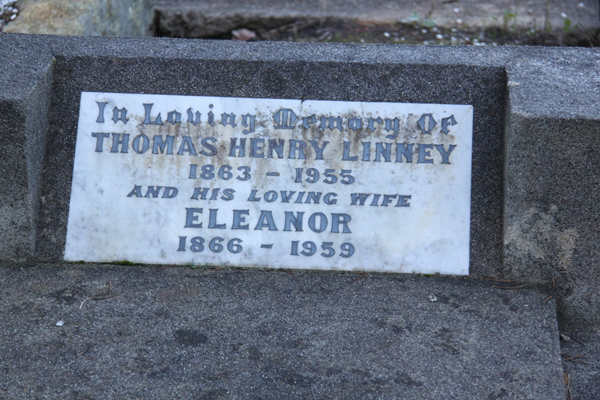 In Loving Memory Of
THOMAS HENRY LINNEY
1863 - 1955
AND HIS LOVING WIFE
ELEANOR
1866 - 1959